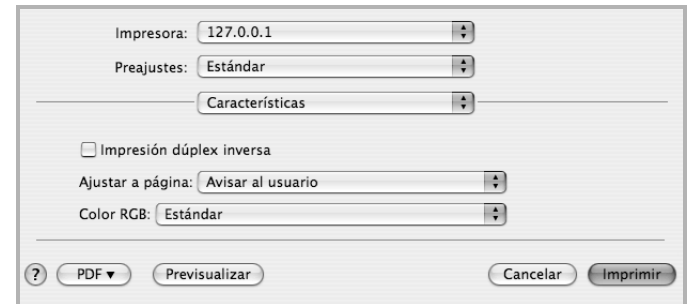 Impresora: 127.0.0.1
Preajustes: Estándar
Características
Impresión dúplex inversa
Ajustar a página: Avisar al usuario
Color RGB: Estándar
? PDF ▼ Previsualizar Cancelar Imprimir